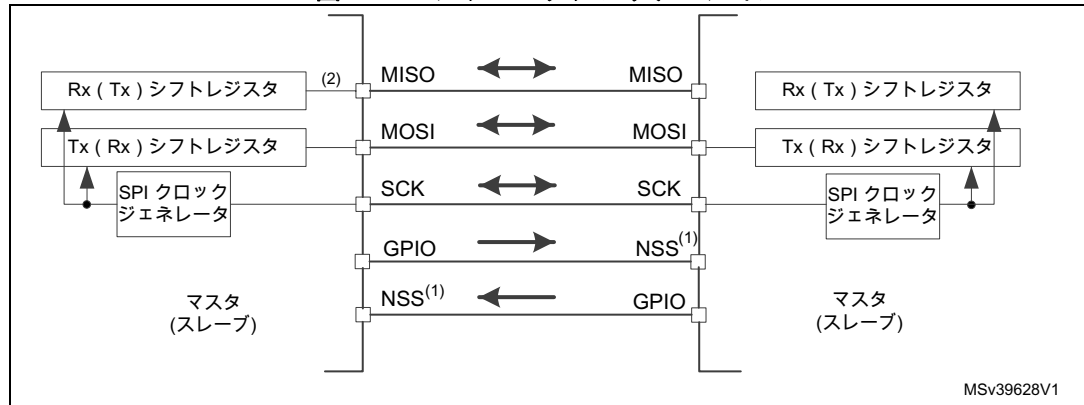 Rx ( Tx ) シフトレジスタ
(2)
MISO
MISO
Rx ( Tx ) シフトレジスタ
Tx ( Rx ) シフトレジスタ
MOSI
MOSI
Tx ( Rx ) シフトレジスタ
SPI クロック
ジェネレータ
SCK
SCK
SPI クロック
ジェネレータ
GPIO
NSS(1)
NSS(1)
GPIO
マスタ
(スレーブ)
マスタ
(スレーブ)
MSv39628V1